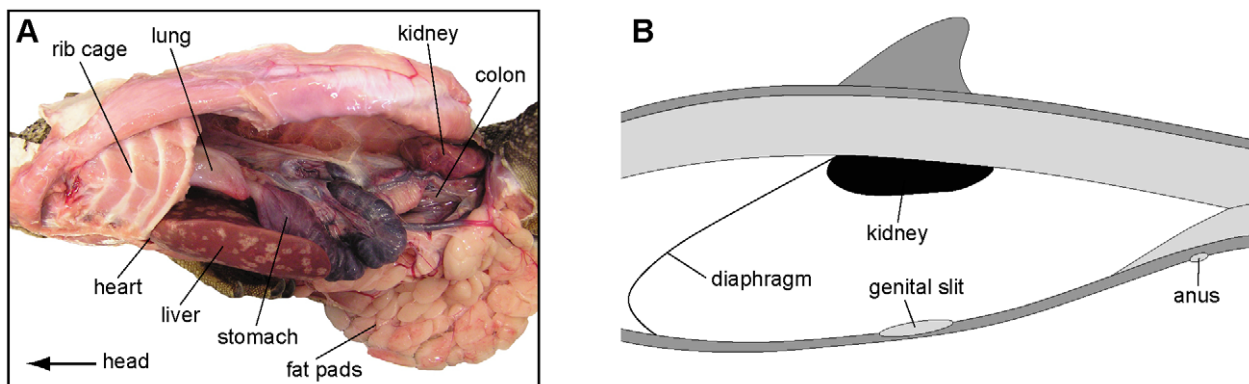 A
rib cage
lung
kidney
colon
heart
liver
stomach
fat pads
head
B
kidney
diaphragm
genital slit
anus